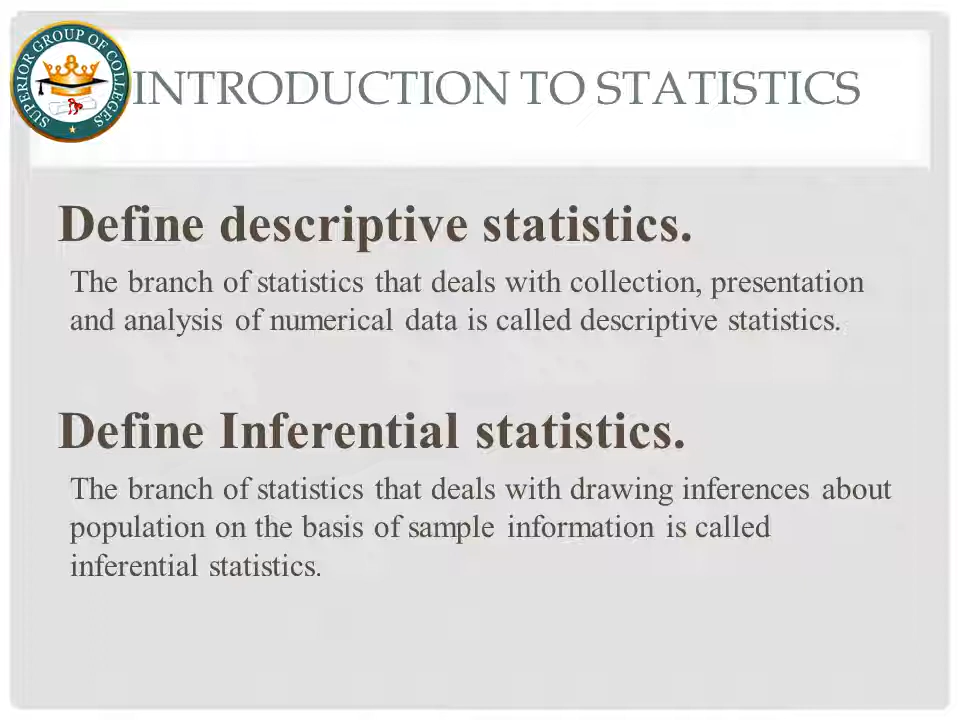 SUPERIOR GROUP OF COLLEGES
INTRODUCTION TO STATISTICS
Define descriptive statistics.
The branch of statistics that deals with collection, presentation
and analysis of numerical data is called descriptive statistics.
Define Inferential statistics.
The branch of statistics that deals with drawing inferences about
population on the basis of sample information is called
inferential statistics.